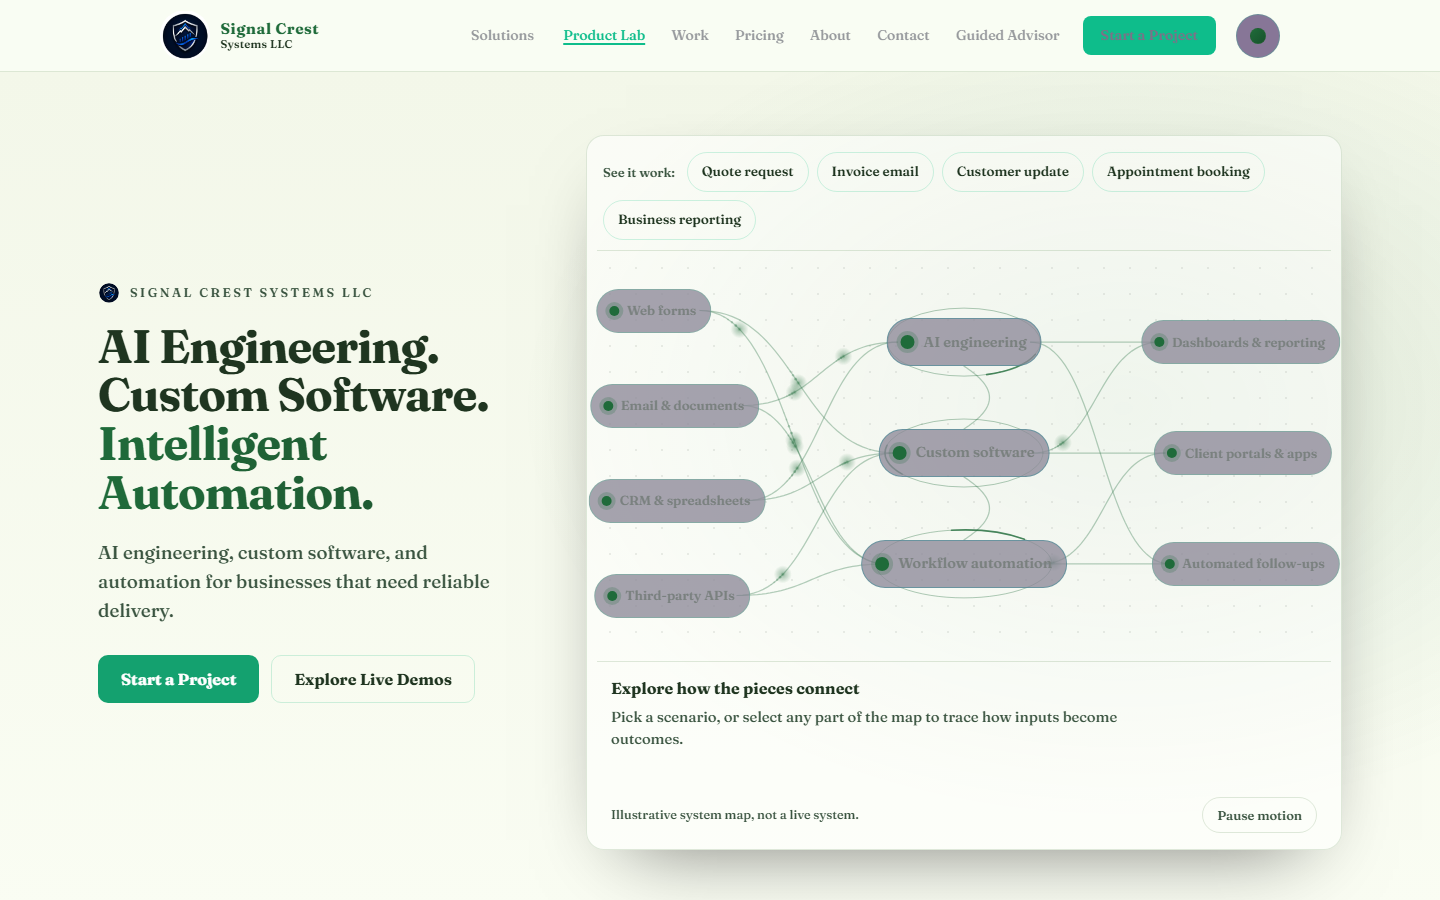 Signal Crest
Systems LLC
Solutions
Product Lab
Work
Pricing
About
Contact
Guided Advisor
Start a Project
SIGNAL CREST SYSTEMS LLC
AI Engineering.
Custom Software.
Intelligent
Automation.
AI engineering, custom software, and
automation for businesses that need reliable
delivery.
Start a Project
Explore Live Demos
See it work:
Quote request
Invoice email
Customer update
Appointment booking
Business reporting
Web forms
Email & documents
CRM & spreadsheets
Third-party APIs
AI engineering
Custom software
Workflow automation
Dashboards & reporting
Client portals & apps
Automated follow-ups
Explore how the pieces connect
Pick a scenario, or select any part of the map to trace how inputs become
outcomes.
Illustrative system map, not a live system.
Pause motion